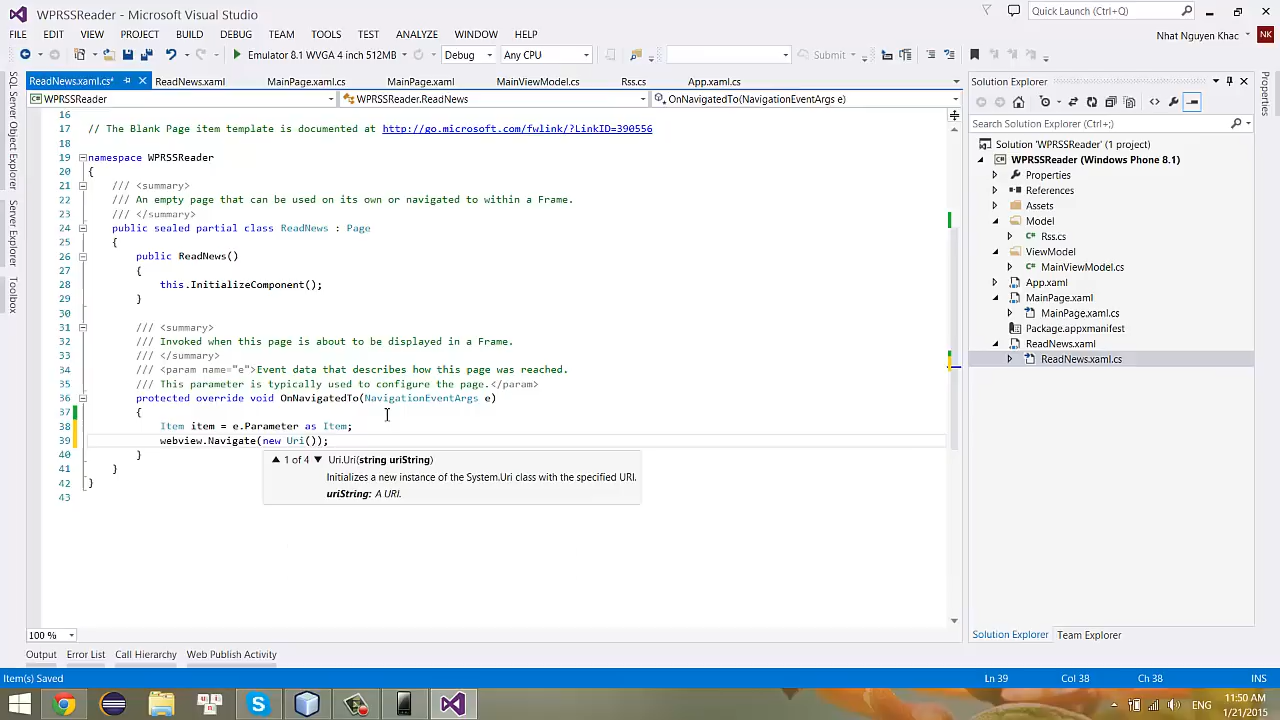 WPRSSReader - Microsoft Visual Studio
Quick Launch (Ctrl+Q)
FILE EDIT VIEW PROJECT BUILD DEBUG TEAM TOOLS TEST ANALYZE WINDOW HELP
Nhat Nguyen Khac NK
Emulator 8.1 WVGA 4 inch 512MB Debug Any CPU Submit
ReadNews.xaml.cs* ReadNews.xaml MainPage.xaml.cs MainPage.xaml MainViewModel.cs Rss.cs App.xaml.cs
WPRSSReader WPRSSReader.ReadNews OnNavigatedTo(NavigationEventArgs e)
SQL Server Object Explorer
Server Explorer
Toolbox
16
17 // The Blank Page item template is documented at http://go.microsoft.com/fwlink/?LinkID=390556
18
19 namespace WPRSSReader
20 {
21 /// <summary>
22 /// An empty page that can be used on its own or navigated to within a Frame.
23 /// </summary>
24 public sealed partial class ReadNews : Page
25 {
26 public ReadNews()
27 {
28 this.InitializeComponent();
29 }
30
31 /// <summary>
32 /// Invoked when this page is about to be displayed in a Frame.
33 /// </summary>
34 /// <param name="e">Event data that describes how this page was reached.
35 /// This parameter is typically used to configure the page.</param>
36 protected override void OnNavigatedTo(NavigationEventArgs e)
37 {
38 Item item = e.Parameter as Item;
39 webview.Navigate(new Uri());
40 }
41 }
42 }
43
1 of 4 Uri.Uri(string uriString)
Initializes a new instance of the System.Uri class with the specified URI.
uriString: A URI.
100 %
Solution Explorer
Search Solution Explorer (Ctrl+;)
Solution 'WPRSSReader' (1 project)
WPRSSReader (Windows Phone 8.1)
Properties
References
Assets
Model
Rss.cs
ViewModel
MainViewModel.cs
App.xaml
MainPage.xaml
MainPage.xaml.cs
Package.appxmanifest
ReadNews.xaml
ReadNews.xaml.cs
Solution Explorer Team Explorer
Properties
Output Error List Call Hierarchy Web Publish Activity
Item(s) Saved Ln 39 Col 38 Ch 38 INS
ENG 11:50 AM
1/21/2015